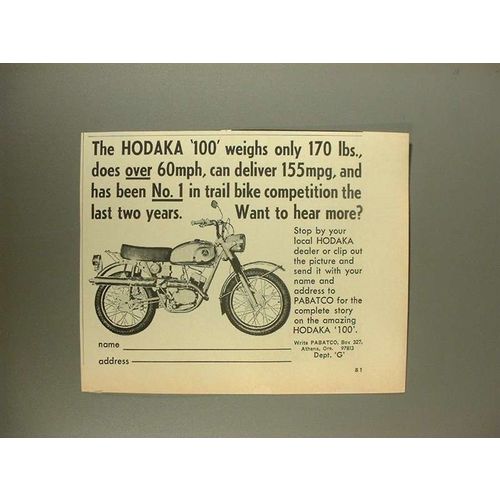 The HODAKA '100' weighs only 170 lbs.,
does over 60mph, can deliver 155mpg, and
has been No. 1 in trail bike competition the
last two years. Want to hear more?
Stop by your
local HODAKA
dealer or clip out
the picture and
send it with your
name and
address to
PABATCO for the
complete story
on the amazing
HODAKA '100'.
Write PABATCO, Box 327,
Athena, Ore. 97813
Dept. 'G'
name
address
81